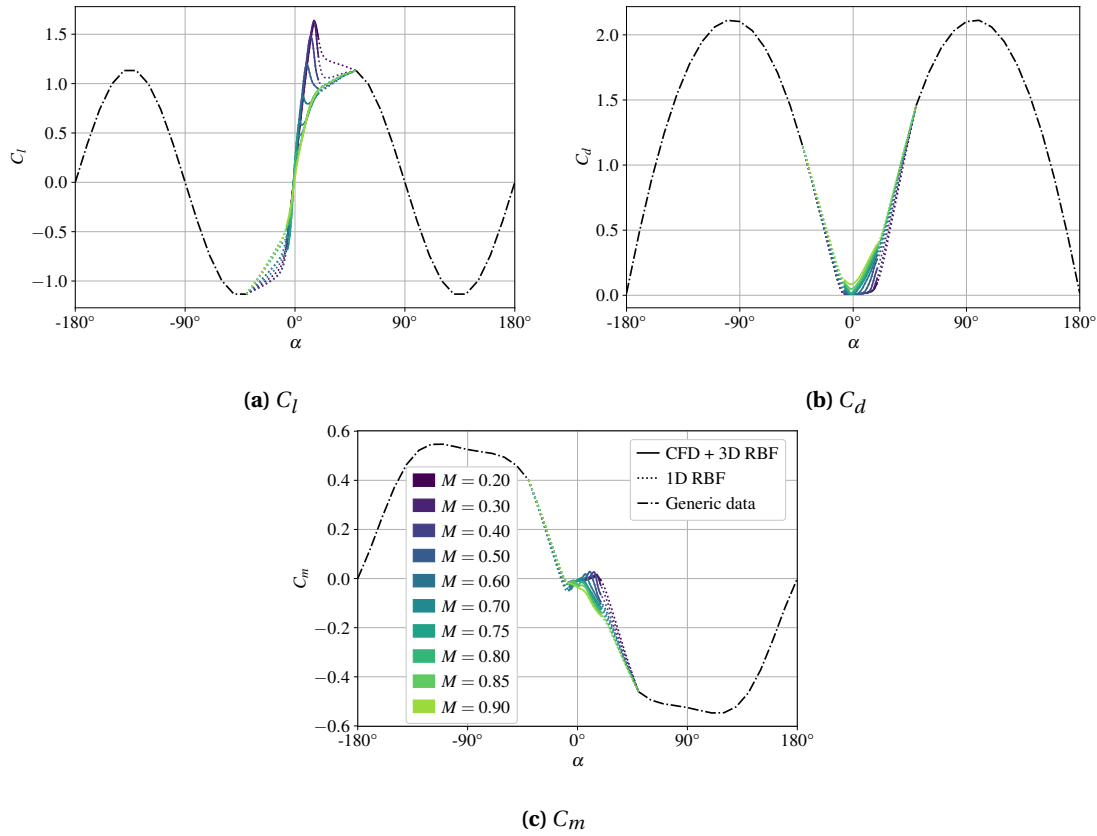 1.5
1.0
0.5
0.0
−0.5
−1.0
C_l
-180°
-90°
0°
90°
180°
α
(a) C_l
2.0
1.5
1.0
0.5
0.0
C_d
-180°
-90°
0°
90°
180°
α
(b) C_d
0.6
0.4
0.2
0.0
−0.2
−0.4
−0.6
C_m
M = 0.20
M = 0.30
M = 0.40
M = 0.50
M = 0.60
M = 0.70
M = 0.75
M = 0.80
M = 0.85
M = 0.90
CFD + 3D RBF
1D RBF
Generic data
-180°
-90°
0°
90°
180°
α
(c) C_m